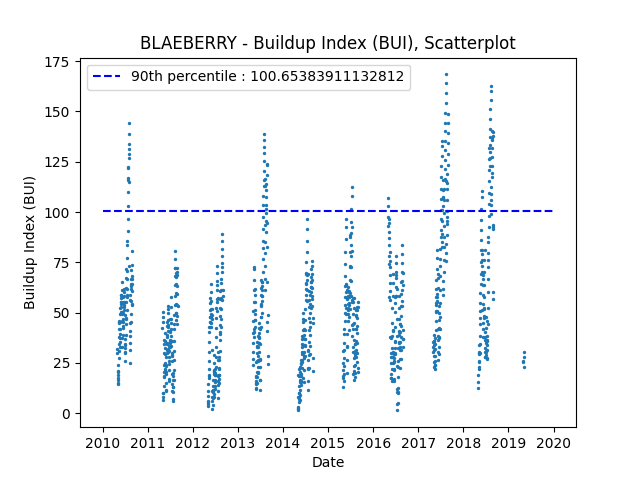 BLAEBERRY - Buildup Index (BUI), Scatterplot
90th percentile : 100.65383911132812
Buildup Index (BUI)
175
150
125
100
75
50
25
0
2010 2011 2012 2013 2014 2015 2016 2017 2018 2019 2020
Date